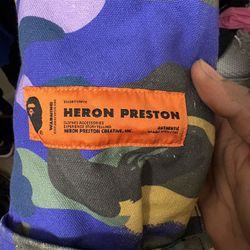 WARNING
HERON PRESTON
CLOTHES ACCESSORIES
EXPERIENCE STORYTELLING
HERON PRESTON CREATIVE, INC.
AUTHENTIC